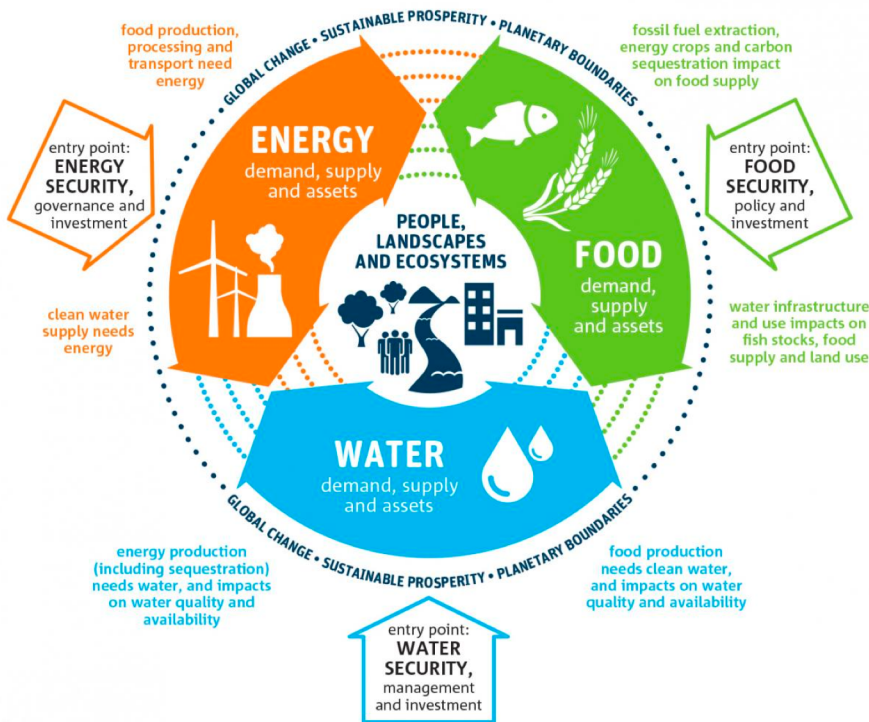 GLOBAL CHANGE • SUSTAINABLE PROSPERITY • PLANETARY BOUNDARIES
food production,
processing and
transport need
energy
fossil fuel extraction,
energy crops and carbon
sequestration impact
on food supply
entry point:
ENERGY
SECURITY,
governance and
investment
ENERGY
demand, supply
and assets
entry point:
FOOD
SECURITY,
policy and
investment
PEOPLE,
LANDSCAPES
AND ECOSYSTEMS
FOOD
demand,
supply
and assets
clean water
supply needs
energy
water infrastructure
and use impacts on
fish stocks, food
supply and land use
WATER
demand, supply
and assets
GLOBAL CHANGE • SUSTAINABLE PROSPERITY • PLANETARY BOUNDARIES
energy production
(including sequestration)
needs water, and impacts
on water quality and
availability
food production
needs clean water,
and impacts on water
quality and availability
entry point:
WATER
SECURITY,
management
and investment